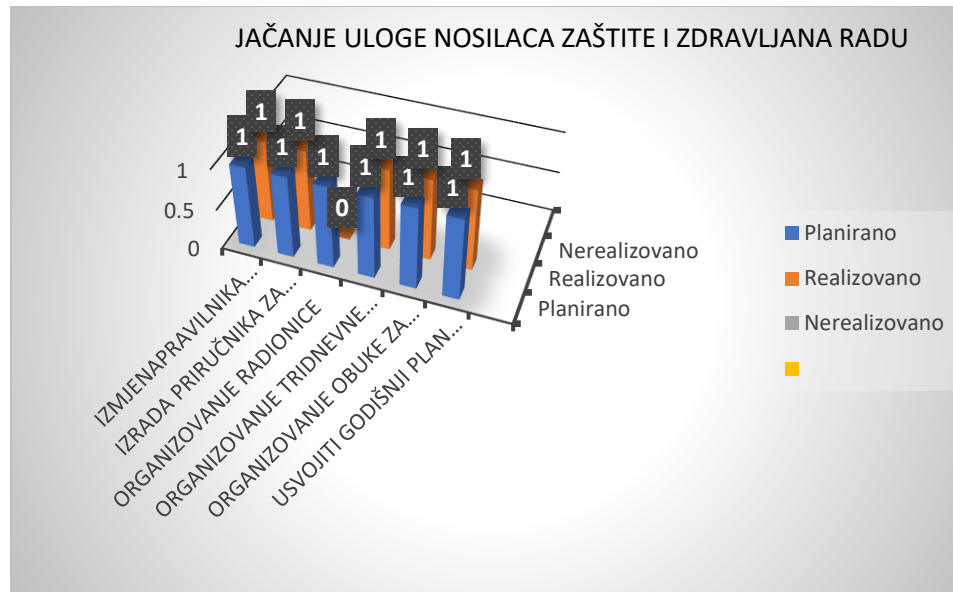 JAČANJE ULOGE NOSILACA ZAŠTITE I ZDRAVLJANA RADU
1
1
1
1
1
0
1
1
1
1
1
1
1
0.5
0
Nerealizovano
Realizovano
Planirano
IZMJENAPRAVILNIKA...
IZRADA PRIRUČNIKA ZA...
ORGANIZOVANJE RADIONICE
ORGANIZOVANJE TRIDNEVNE...
ORGANIZOVANJE OBUKE ZA...
USVOJITI GODIŠNJI PLAN...
Planirano
Realizovano
Nerealizovano